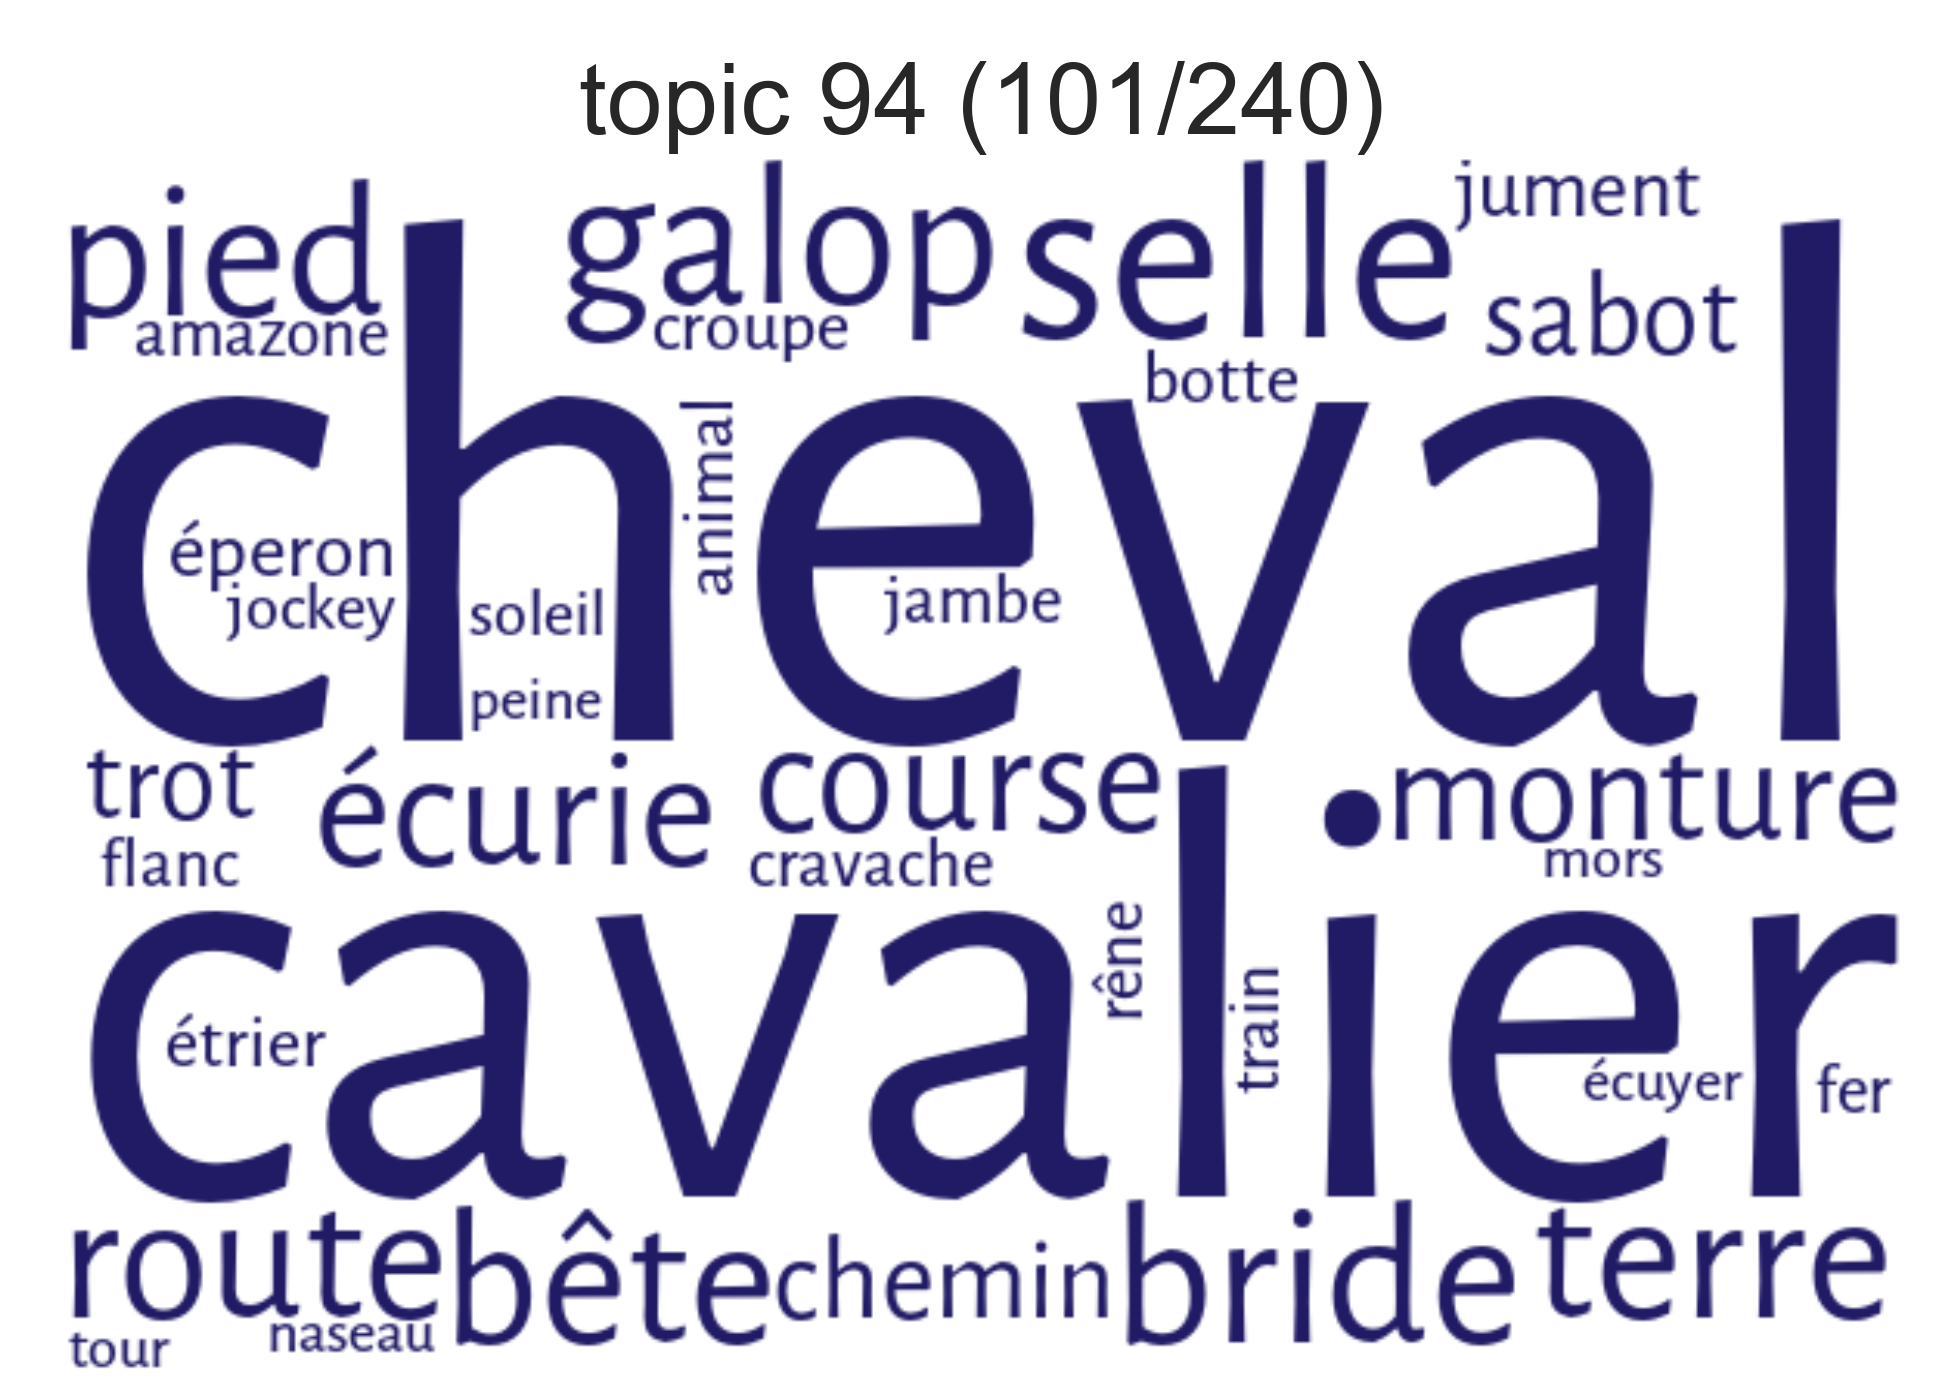 topic 94 (101/240)
pied
galop
selle
jument
amazone
croupe
sabot
botte
cheval
animal
éperon
jockey
soleil
jambe
peine
trot
écurie
course
monture
flanc
cravache
mors
cavalier
rêne
train
étrier
écuyer
fer
route
bête
chemin
bride
terre
tour
naseau